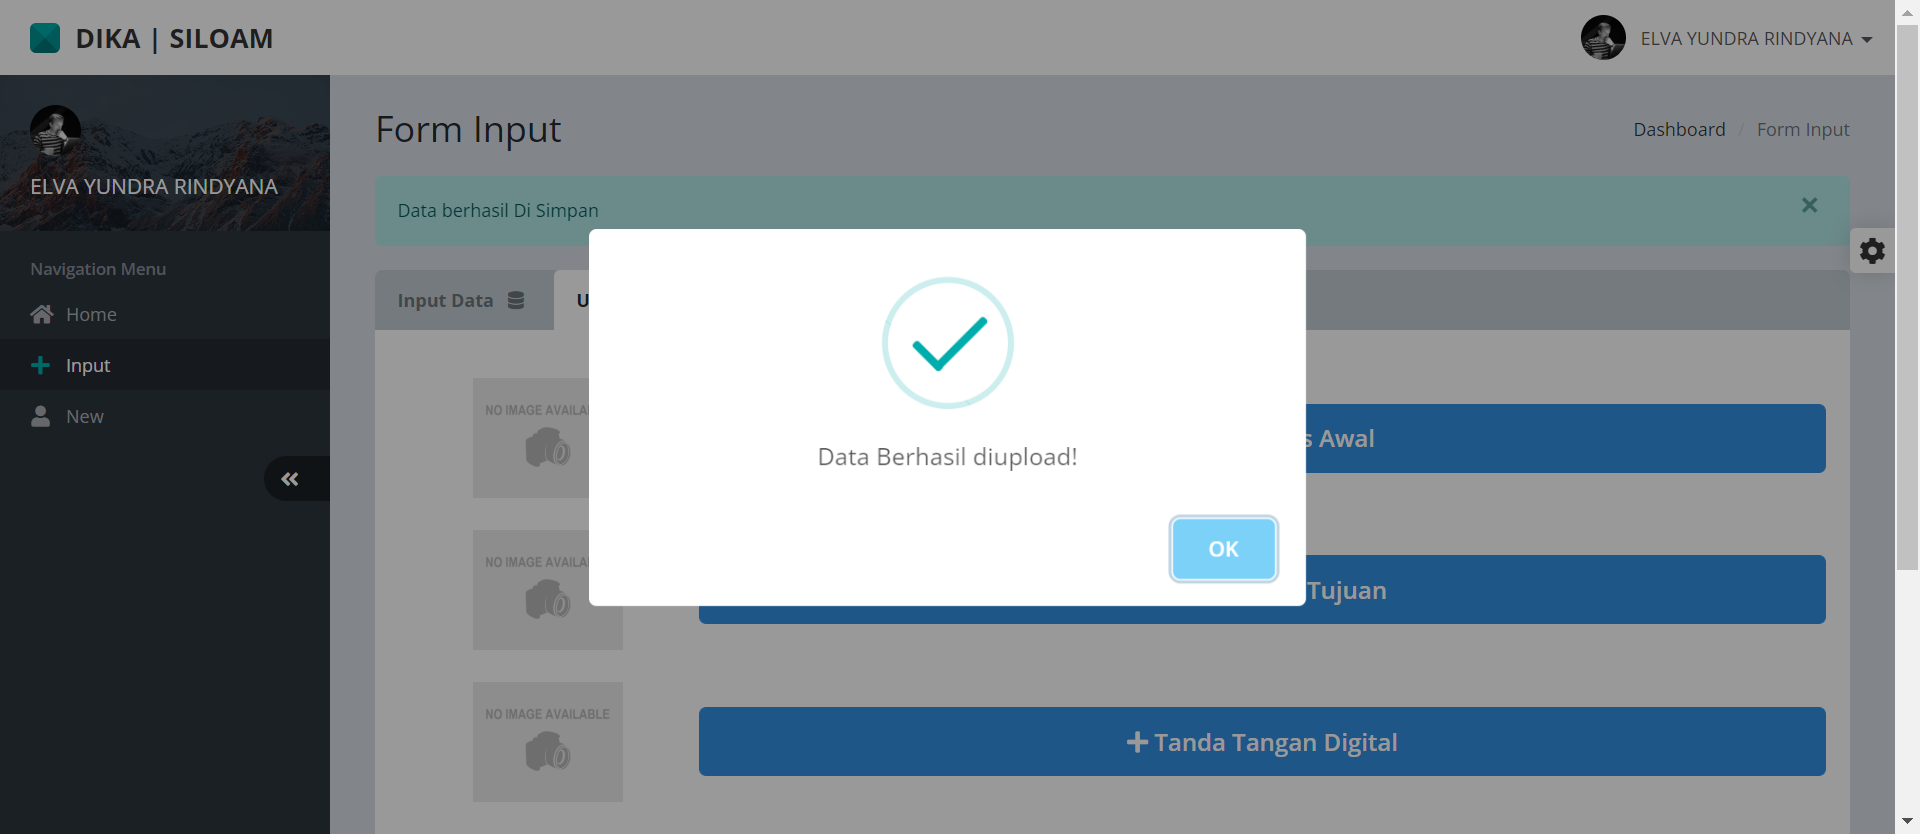 DIKA | SILOAM
ELVA YUNDRA RINDYANA
ELVA YUNDRA RINDYANA
Navigation Menu
Home
Input
New
Form Input
Dashboard / Form Input
Data berhasil Di Simpan
×
Input Data
U
NO IMAGE AVAILA
s Awal
Data Berhasil diupload!
OK
NO IMAGE AVAILA
Tujuan
NO IMAGE AVAILABLE
Tanda Tangan Digital